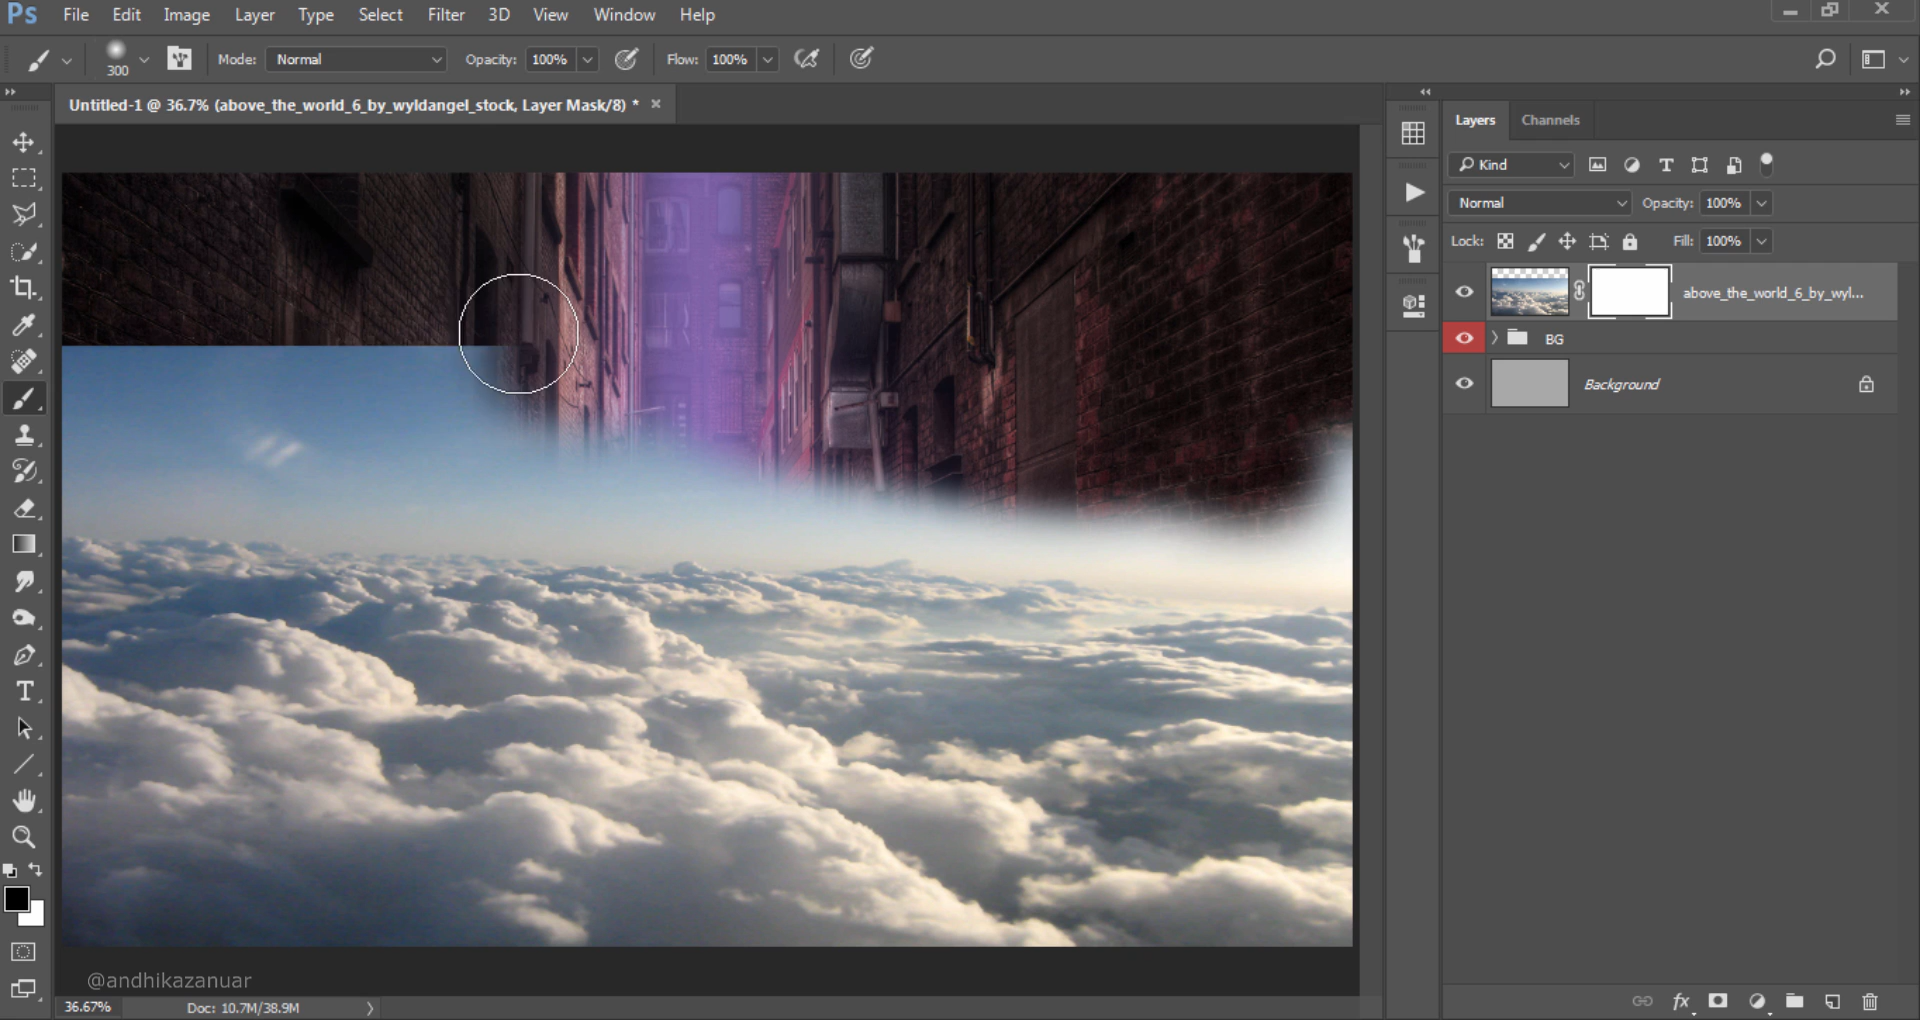 Ps File Edit Image Layer Type Select Filter 3D View Window Help
300 Mode: Normal Opacity: 100% Flow: 100%
Untitled-1 @ 36.7% (above_the_world_6_by_wyldangel_stock, Layer Mask/8) *
Layers Channels
Kind
Normal Opacity: 100%
Lock: Fill: 100%
above_the_world_6_by_wyl...
BG
Background
@andhikazanuar
36.67% Doc: 10.7M/38.9M
fx